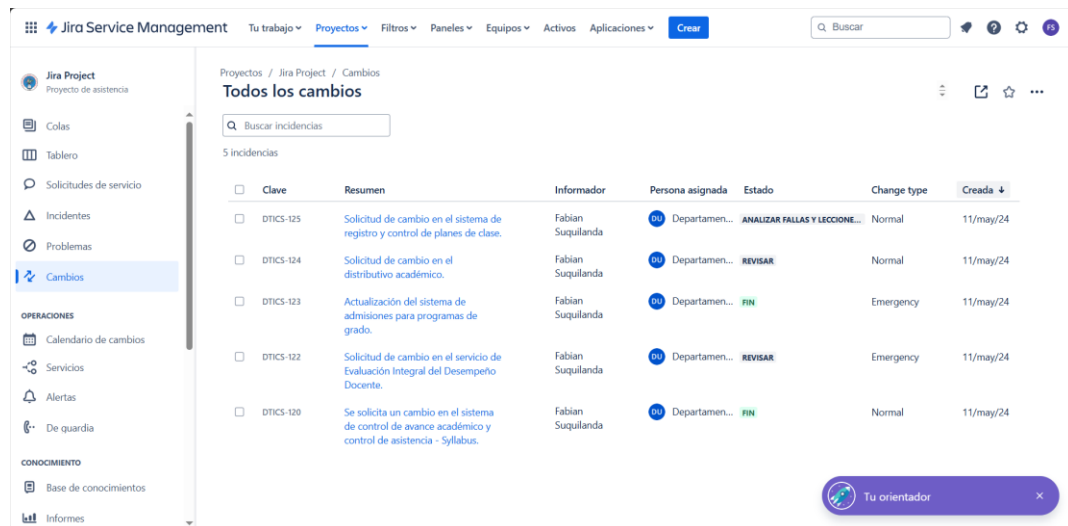 Jira Service Management Tu trabajo Proyectos Filtros Paneles Equipos Activos Aplicaciones Crear Buscar FS
Jira Project
Proyecto de asistencia
Colas
Tablero
Solicitudes de servicio
Incidentes
Problemas
Cambios
OPERACIONES
Calendario de cambios
Servicios
Alertas
De guardia
CONOCIMIENTO
Base de conocimientos
Informes
Proyectos / Jira Project / Cambios
Todos los cambios
Buscar incidencias
5 incidencias
Clave Resumen Informador Persona asignada Estado Change type Creada
DTICS-125 Solicitud de cambio en el sistema de Fabian DU Departamen... ANALIZAR FALLAS Y LECCIONE... Normal 11/may/24
registro y control de planes de clase. Suquilanda
DTICS-124 Solicitud de cambio en el Fabian DU Departamen... REVISAR Normal 11/may/24
distributivo académico. Suquilanda
DTICS-123 Actualización del sistema de Fabian DU Departamen... FIN Emergency 11/may/24
admisiones para programas de Suquilanda
grado.
DTICS-122 Solicitud de cambio en el servicio de Fabian DU Departamen... REVISAR Emergency 11/may/24
Evaluación Integral del Desempeño Suquilanda
Docente.
DTICS-120 Se solicita un cambio en el sistema Fabian DU Departamen... FIN Normal 11/may/24
de control de avance académico y Suquilanda
control de asistencia - Syllabus.
Tu orientador